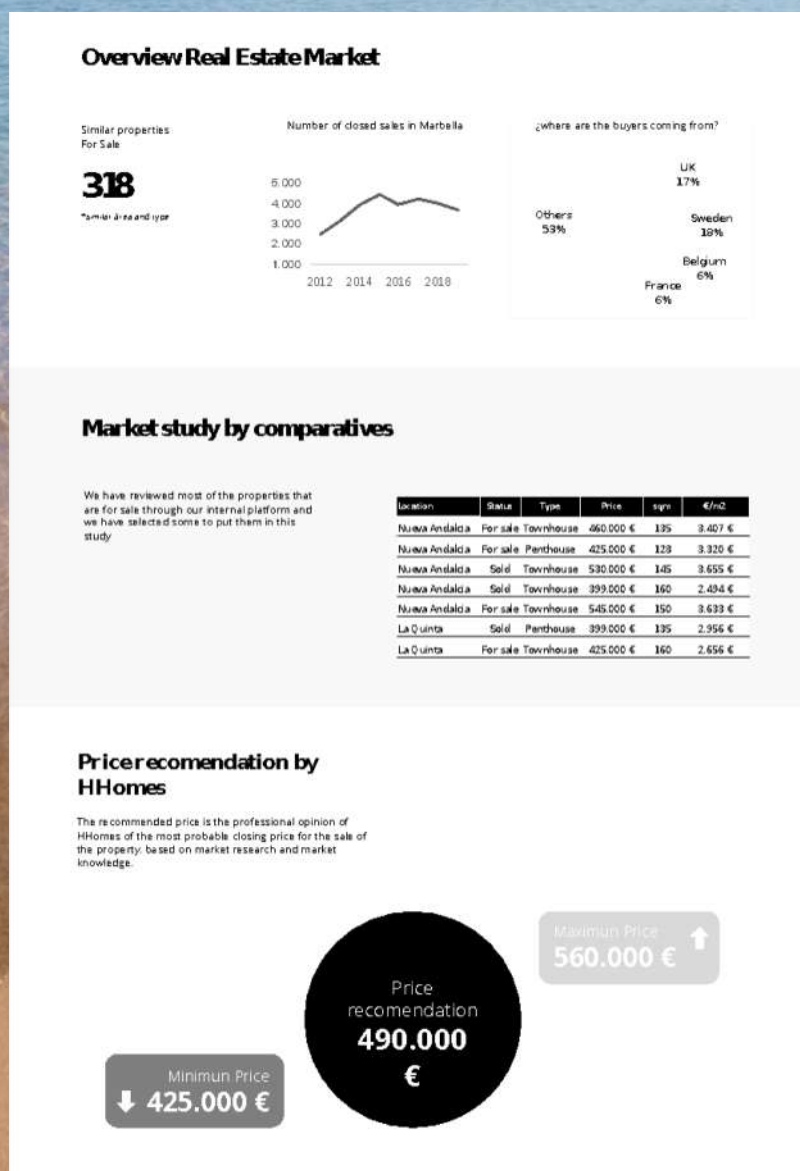 Overview Real Estate Market
Similar properties
For Sale
318
*similar área and type
Number of closed sales in Marbella
5.000
4.000
3.000
2.000
1.000
2012 2014 2016 2018
¿where are the buyers coming from?
UK
17%
Others
53%
Sweden
18%
Belgium
6%
France
6%
Market study by comparatives
We have reviewed most of the properties that
are for sale through our internal platform and
we have selected some to put them in this
study
Location Status Type Price sqm €/m2
Nueva Andalcia For sale Townhouse 460.000 € 135 3.407 €
Nueva Andalcia For sale Penthouse 425.000 € 128 3.320 €
Nueva Andalcia Sold Townhouse 530.000 € 145 3.655 €
Nueva Andalcia Sold Townhouse 399.000 € 160 2.494 €
Nueva Andalcia For sale Townhouse 545.000 € 150 3.633 €
La Quinta Sold Penthouse 399.000 € 135 2.956 €
La Quinta For sale Townhouse 425.000 € 160 2.656 €
Price recomendation by
HHomes
The recommended price is the professional opinion of
HHomes of the most probable closing price for the sale of
the property, based on market research and market
knowledge.
Maximun Price
560.000 €
Price
recomendation
490.000
€
Minimun Price
425.000 €